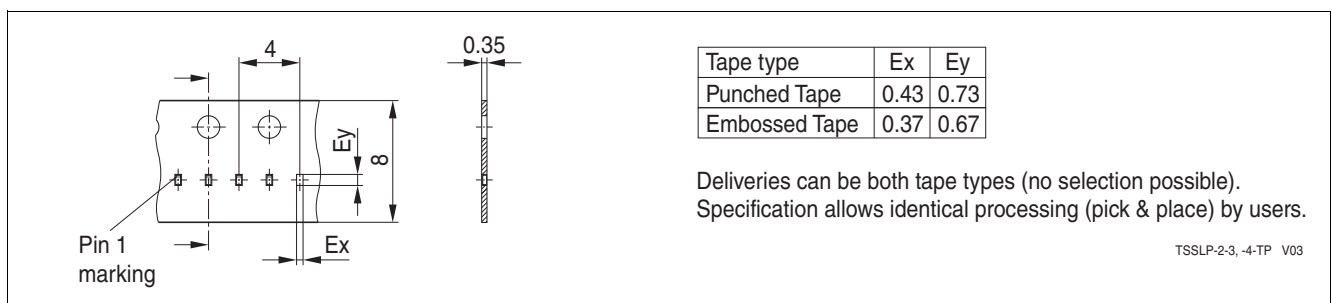 4
0.35
Ey
8
Pin 1
marking
Ex
Tape type Ex Ey
Punched Tape 0.43 0.73
Embossed Tape 0.37 0.67
Deliveries can be both tape types (no selection possible).
Specification allows identical processing (pick & place) by users.
TSSLP-2-3, -4-TP V03